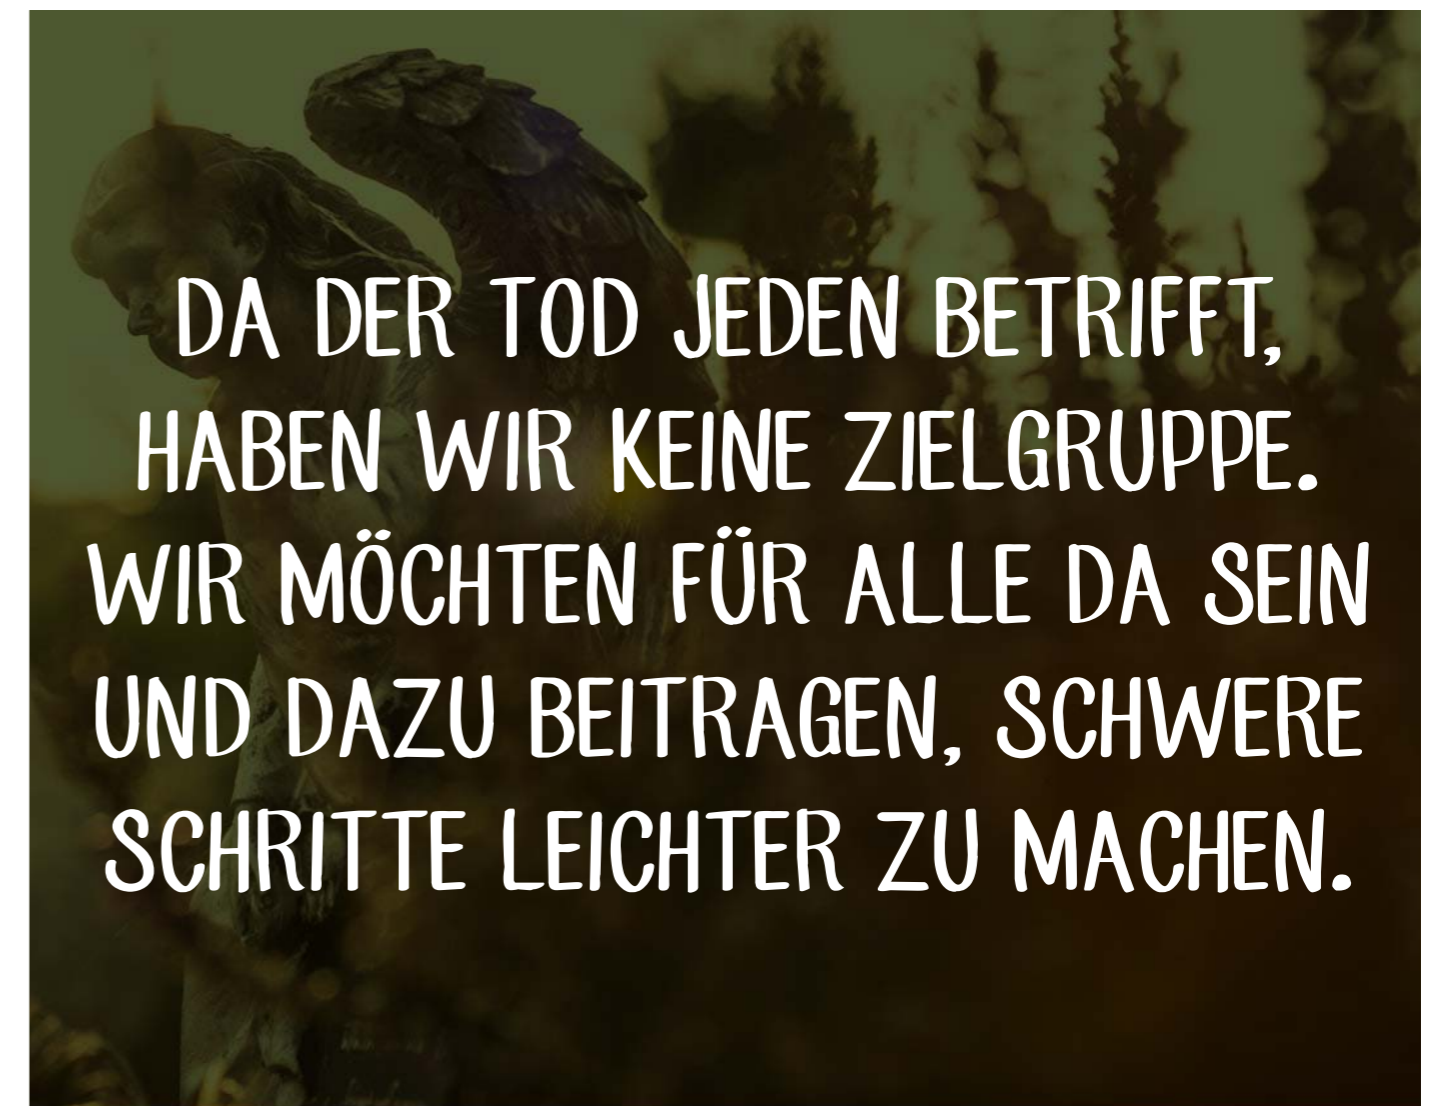 DA DER TOD JEDEN BETRIFFT,
HABEN WIR KEINE ZIELGRUPPE.
WIR MÖCHTEN FÜR ALLE DA SEIN
UND DAZU BEITRAGEN, SCHWERE
SCHRITTE LEICHTER ZU MACHEN.